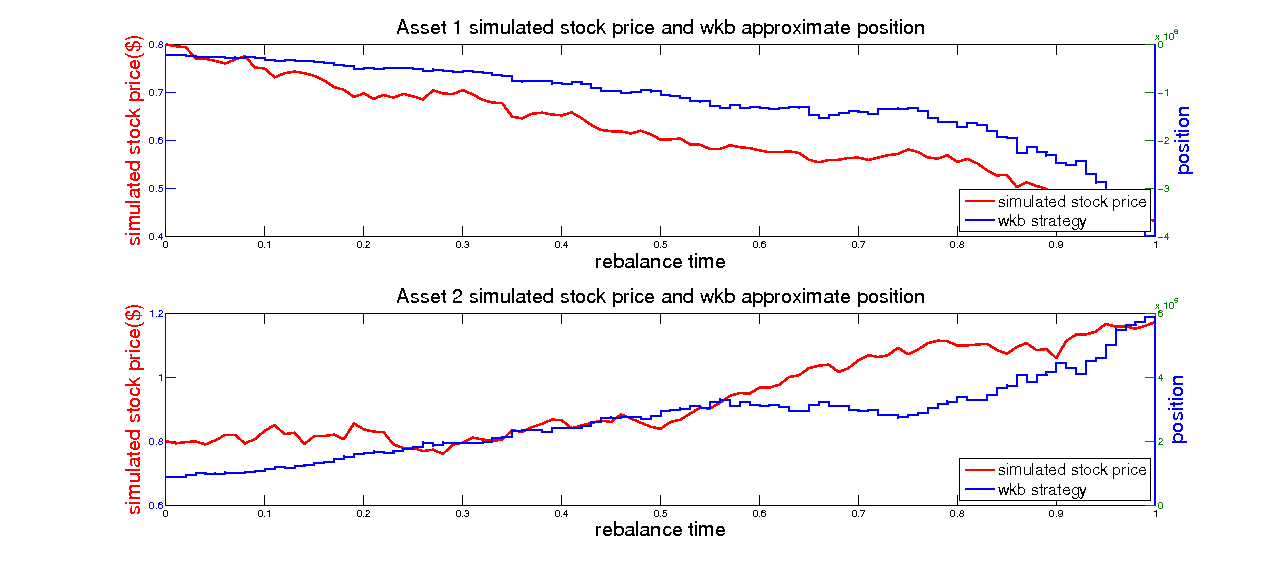 Asset 1 simulated stock price and wkb approximate position
simulated stock price($)
0.8
0.7
0.6
0.5
0.4
0
-1
-2
-3
-4
position
simulated stock price
wkb strategy
0 0.1 0.2 0.3 0.4 0.5 0.6 0.7 0.8 0.9 1
rebalance time
Asset 2 simulated stock price and wkb approximate position
simulated stock price($)
1.2
1
0.8
0.6
6
4
2
0
position
simulated stock price
wkb strategy
0 0.1 0.2 0.3 0.4 0.5 0.6 0.7 0.8 0.9 1
rebalance time